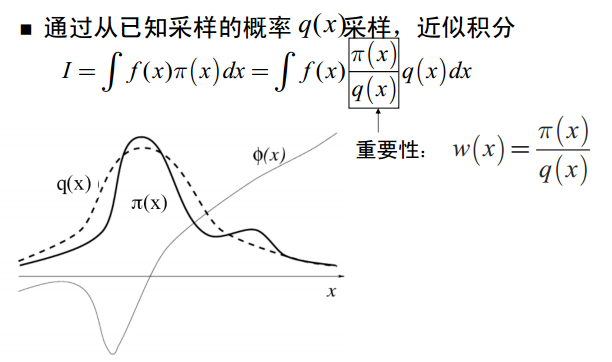 ■ 通过从已知采样的概率 q(x)采样，近似积分
I = ∫ f(x)π(x)dx = ∫ f(x) π(x)/q(x) q(x)dx
重要性： w(x) = π(x)/q(x)
ϕ(x)
q(x)
π(x)
x